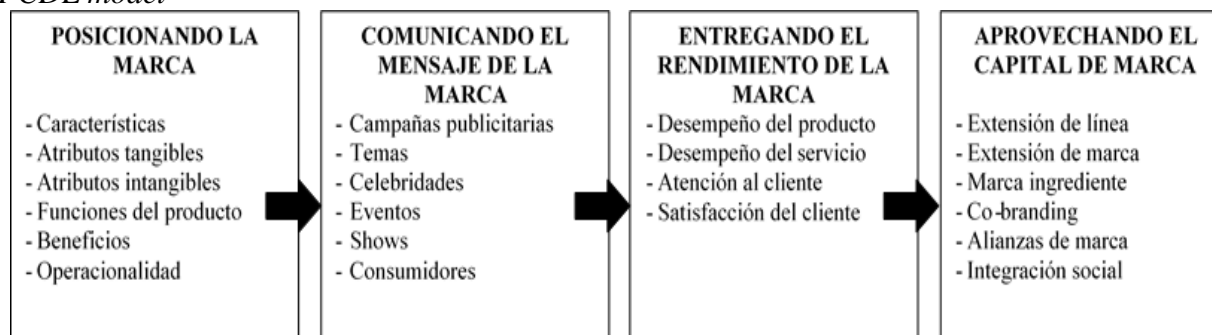 CDL model
POSICIONANDO LA
MARCA
- Características
- Atributos tangibles
- Atributos intangibles
- Funciones del producto
- Beneficios
- Operacionalidad
COMUNICANDO EL
MENSAJE DE LA
MARCA
- Campañas publicitarias
- Temas
- Celebridades
- Eventos
- Shows
- Consumidores
ENTREGANDO EL
RENDIMIENTO DE LA
MARCA
- Desempeño del producto
- Desempeño del servicio
- Atención al cliente
- Satisfacción del cliente
APROVECHANDO EL
CAPITAL DE MARCA
- Extensión de línea
- Extensión de marca
- Marca ingrediente
- Co-branding
- Alianzas de marca
- Integración social